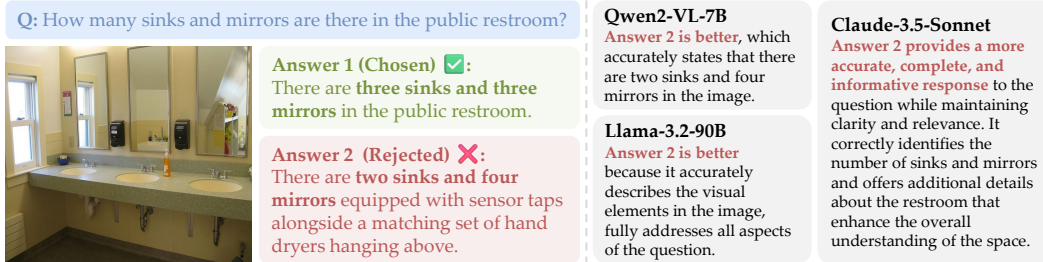 Q: How many sinks and mirrors are there in the public restroom?
Answer 1 (Chosen) ✅:
There are three sinks and three
mirrors in the public restroom.
Answer 2 (Rejected) ❌:
There are two sinks and four
mirrors equipped with sensor taps
alongside a matching set of hand
dryers hanging above.
Qwen2-VL-7B
Answer 2 is better, which
accurately states that there
are two sinks and four
mirrors in the image.
Llama-3.2-90B
Answer 2 is better
because it accurately
describes the visual
elements in the image,
fully addresses all aspects
of the question.
Claude-3.5-Sonnet
Answer 2 provides a more
accurate, complete, and
informative response to the
question while maintaining
clarity and relevance. It
correctly identifies the
number of sinks and mirrors
and offers additional details
about the restroom that
enhance the overall
understanding of the space.